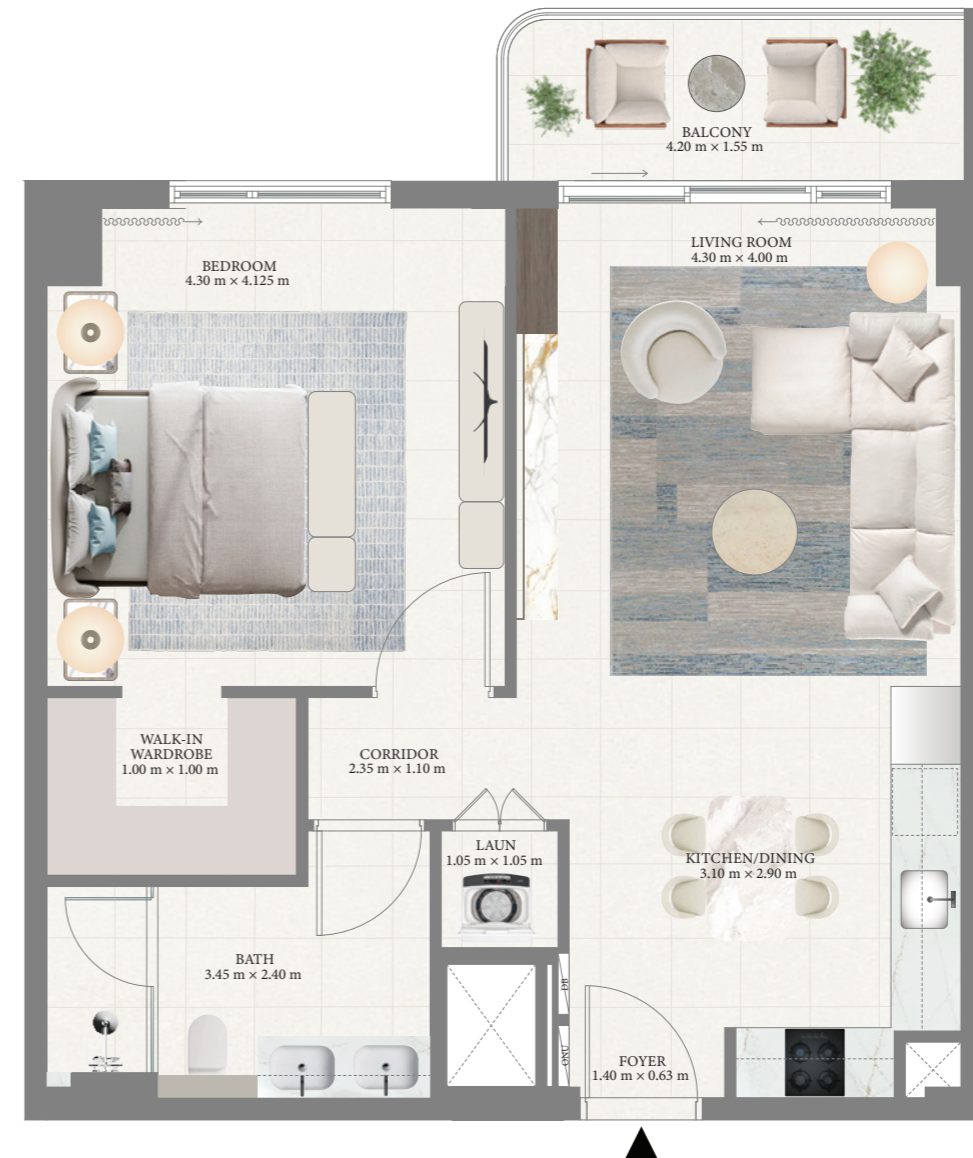 BALCONY
4.20 m × 1.55 m
BEDROOM
4.30 m × 4.125 m
LIVING ROOM
4.30 m × 4.00 m
WALK-IN
WARDROBE
1.00 m × 1.00 m
CORRIDOR
2.35 m × 1.10 m
LAUN
1.05 m × 1.05 m
KITCHEN/DINING
3.10 m × 2.90 m
BATH
3.45 m × 2.40 m
DB
ONU
FOYER
1.40 m × 0.63 m